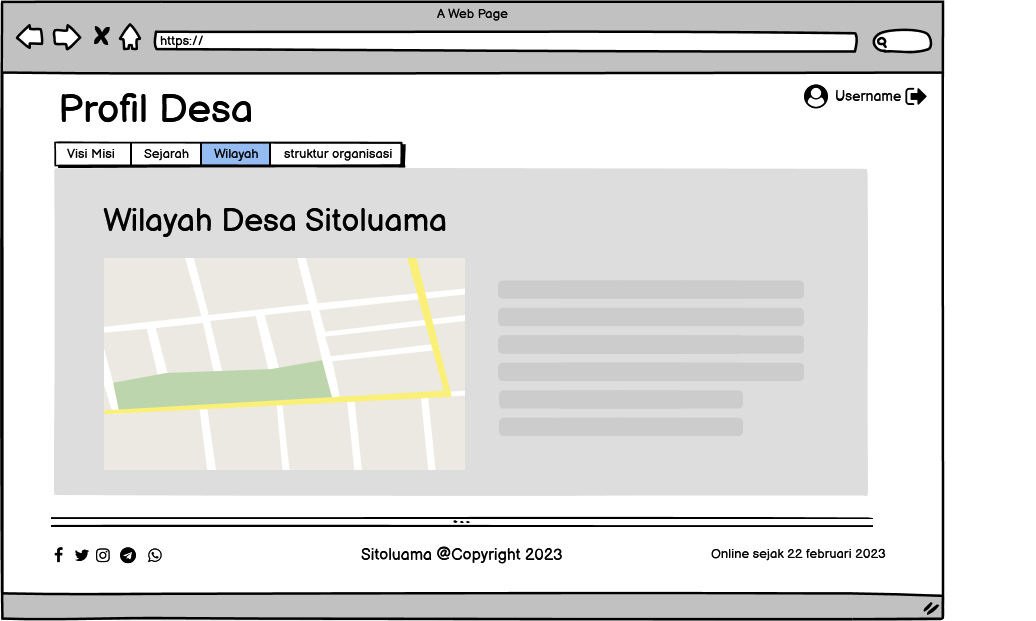 A Web Page
https://
Username
Profil Desa
Visi Misi Sejarah Wilayah struktur organisasi
Wilayah Desa Sitoluama
Sitoluama @Copyright 2023 Online sejak 22 februari 2023